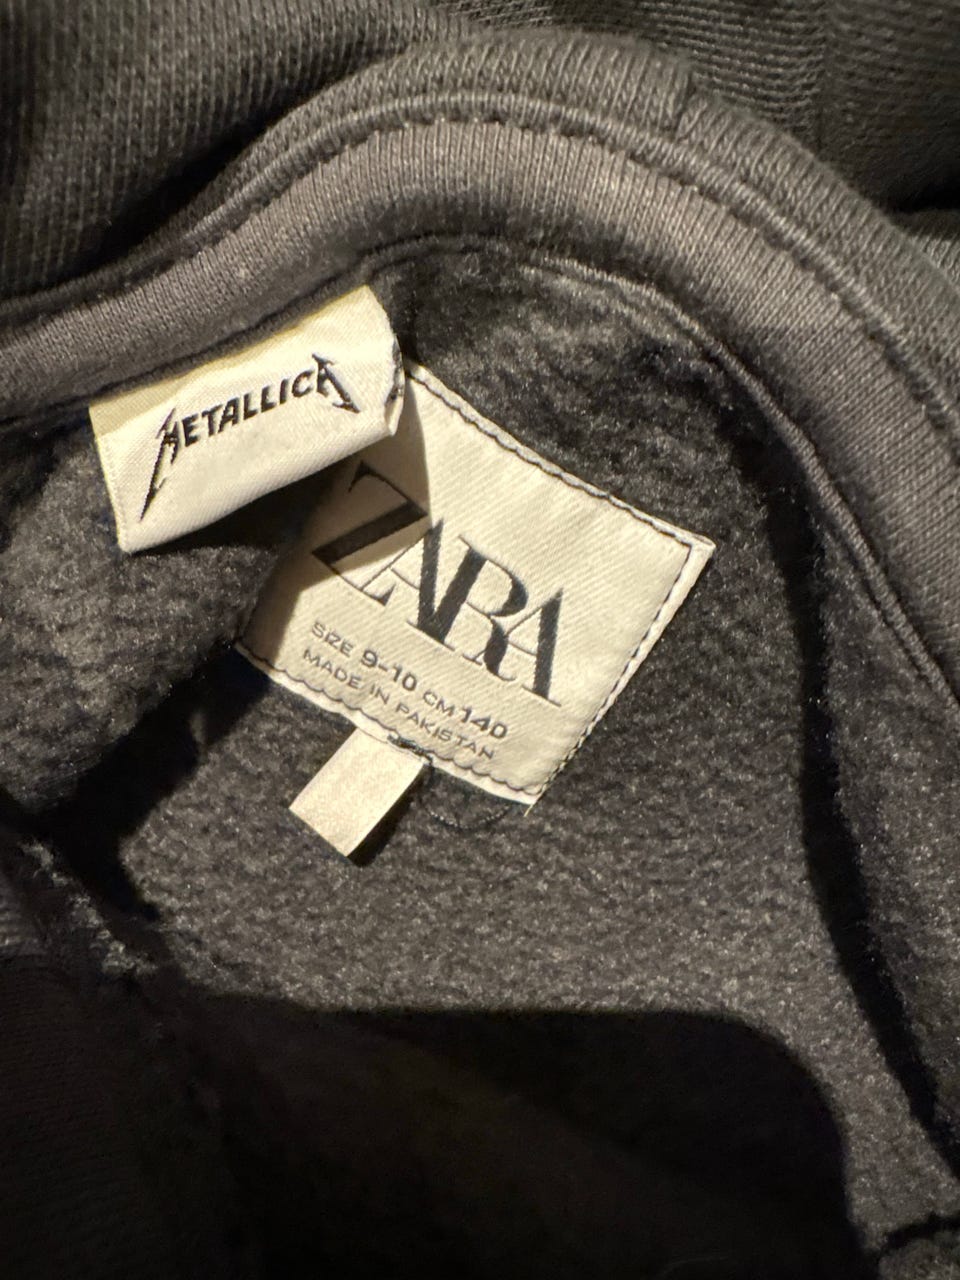 METALLICA
ZARA
SIZE 9-10 CM 140
MADE IN PAKISTAN